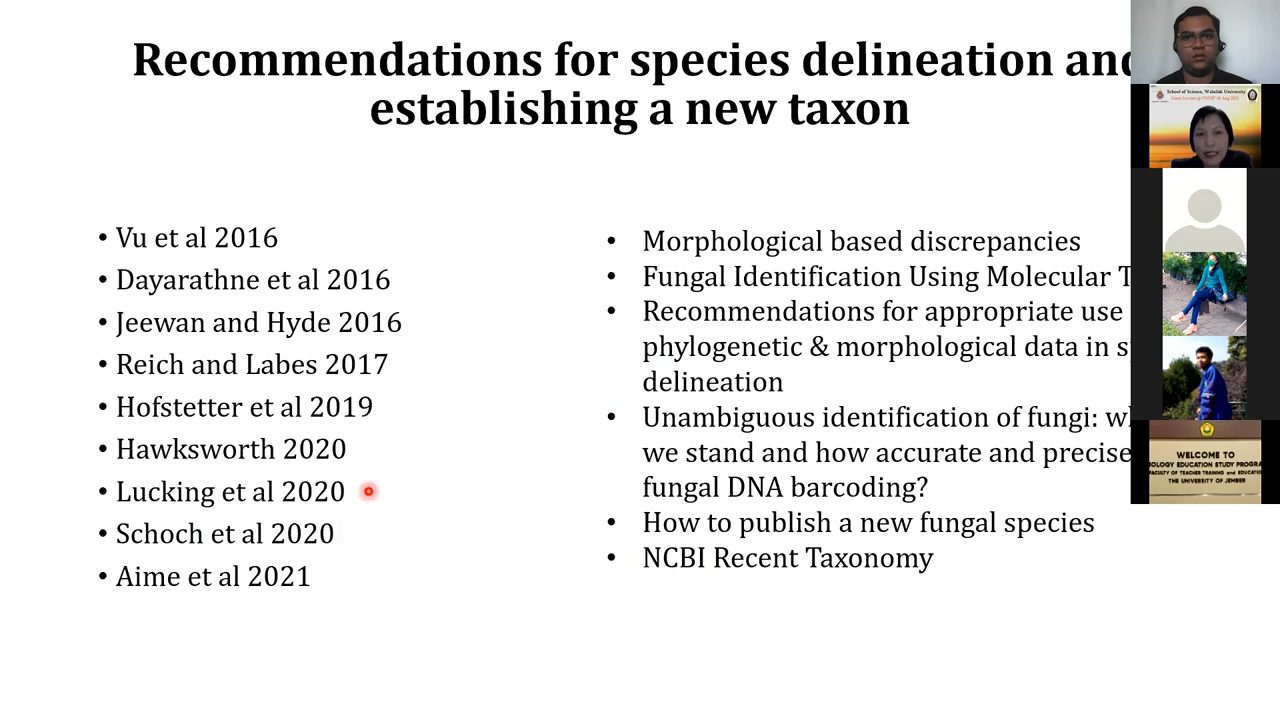 Recommendations for species delineation and
establishing a new taxon
• Vu et al 2016
• Dayarathne et al 2016
• Jeewan and Hyde 2016
• Reich and Labes 2017
• Hofstetter et al 2019
• Hawksworth 2020
• Lucking et al 2020
• Schoch et al 2020
• Aime et al 2021
• Morphological based discrepancies
• Fungal Identification Using Molecular T
• Recommendations for appropriate use
phylogenetic & morphological data in s
delineation
• Unambiguous identification of fungi: wh
we stand and how accurate and precise
fungal DNA barcoding?
• How to publish a new fungal species
• NCBI Recent Taxonomy
School of Science, Walailak University
WELCOME TO
BIOLOGY EDUCATION STUDY PROGRA
FACULTY OF TEACHER TRAINING and EDUCATIO
THE UNIVERSITY OF JEMBER